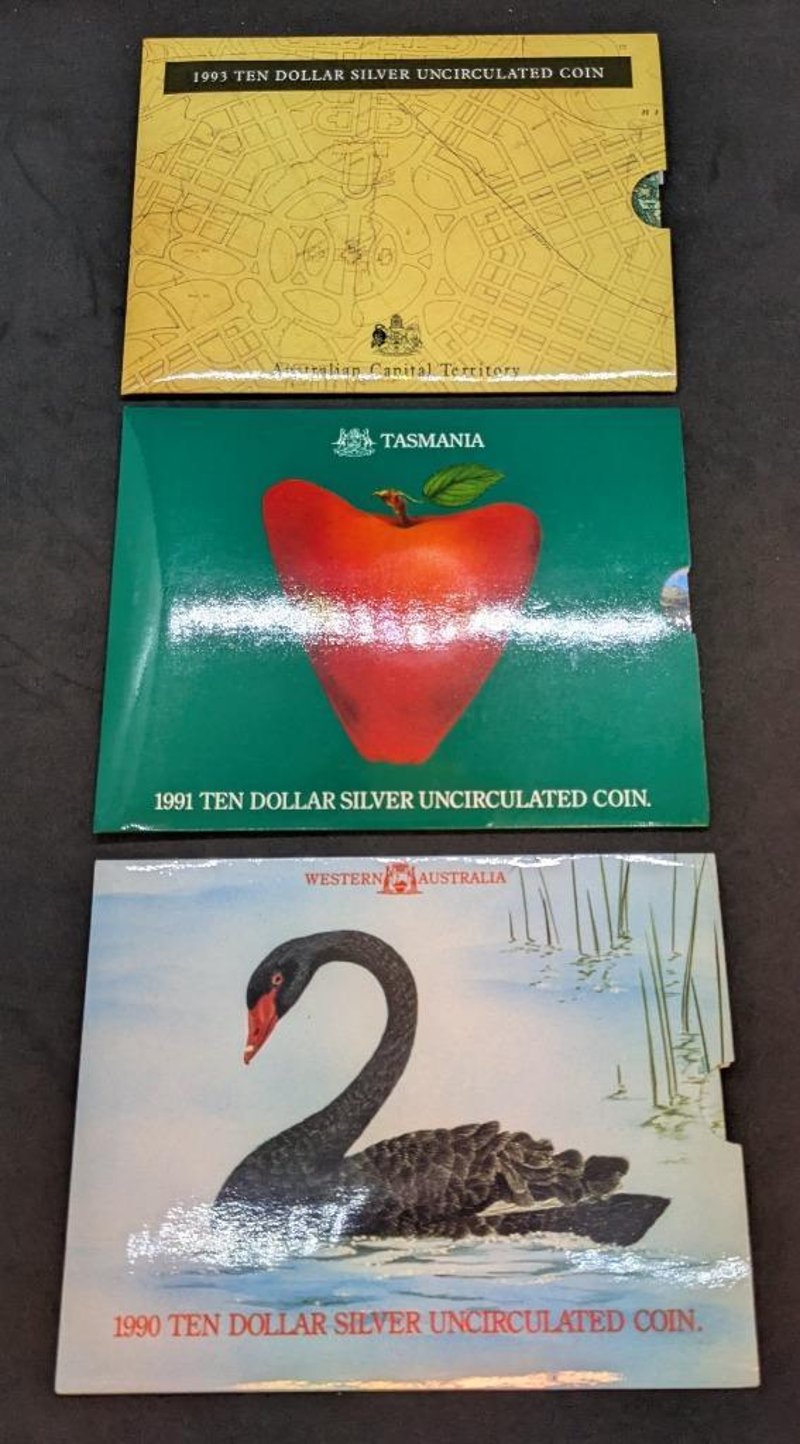 1993 TEN DOLLAR SILVER UNCIRCULATED COIN
Australian Capital Territory
TASMANIA
1991 TEN DOLLAR SILVER UNCIRCULATED COIN.
WESTERN AUSTRALIA
1990 TEN DOLLAR SILVER UNCIRCULATED COIN.